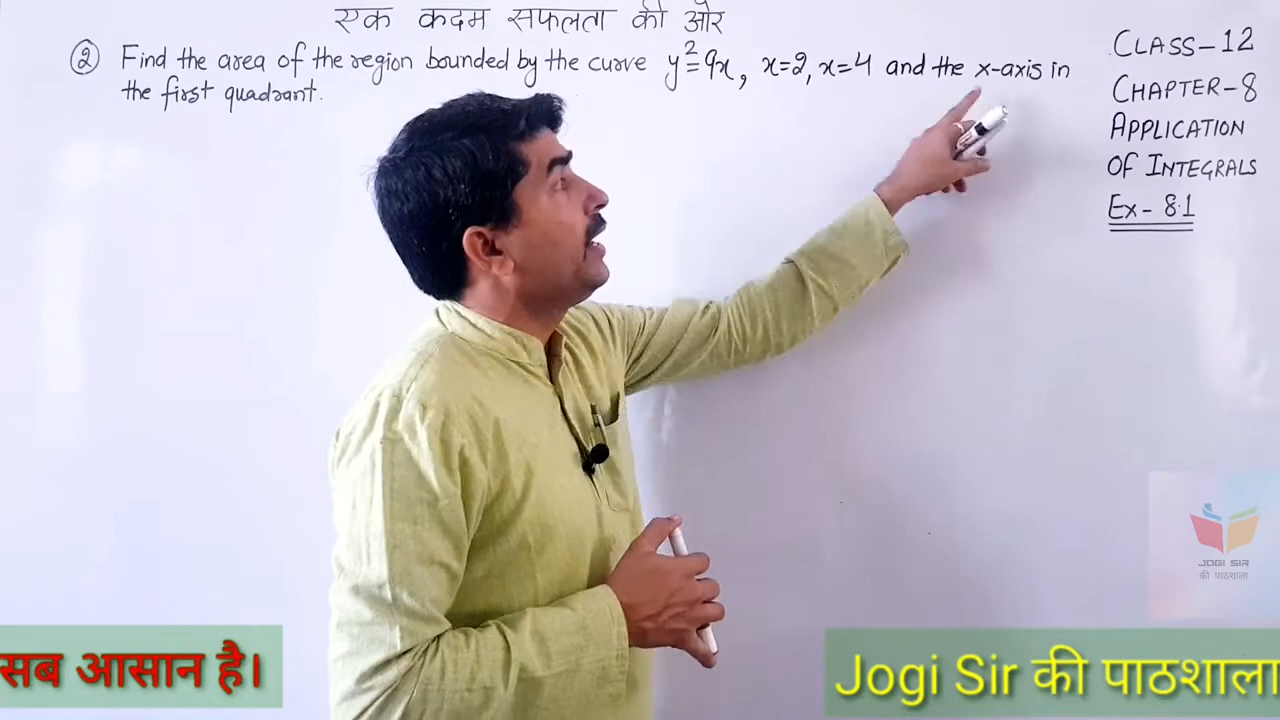 एक कदम सफलता की ओर
② Find the area of the region bounded by the curve y²=9x, x=2, x=4 and the x-axis in
the first quadrant.
CLASS-12
CHAPTER-8
APPLICATION
OF INTEGRALS
Ex- 8.1
JOGI SIR
की पाठशाला
सब आसान है।
Jogi Sir की पाठशाला